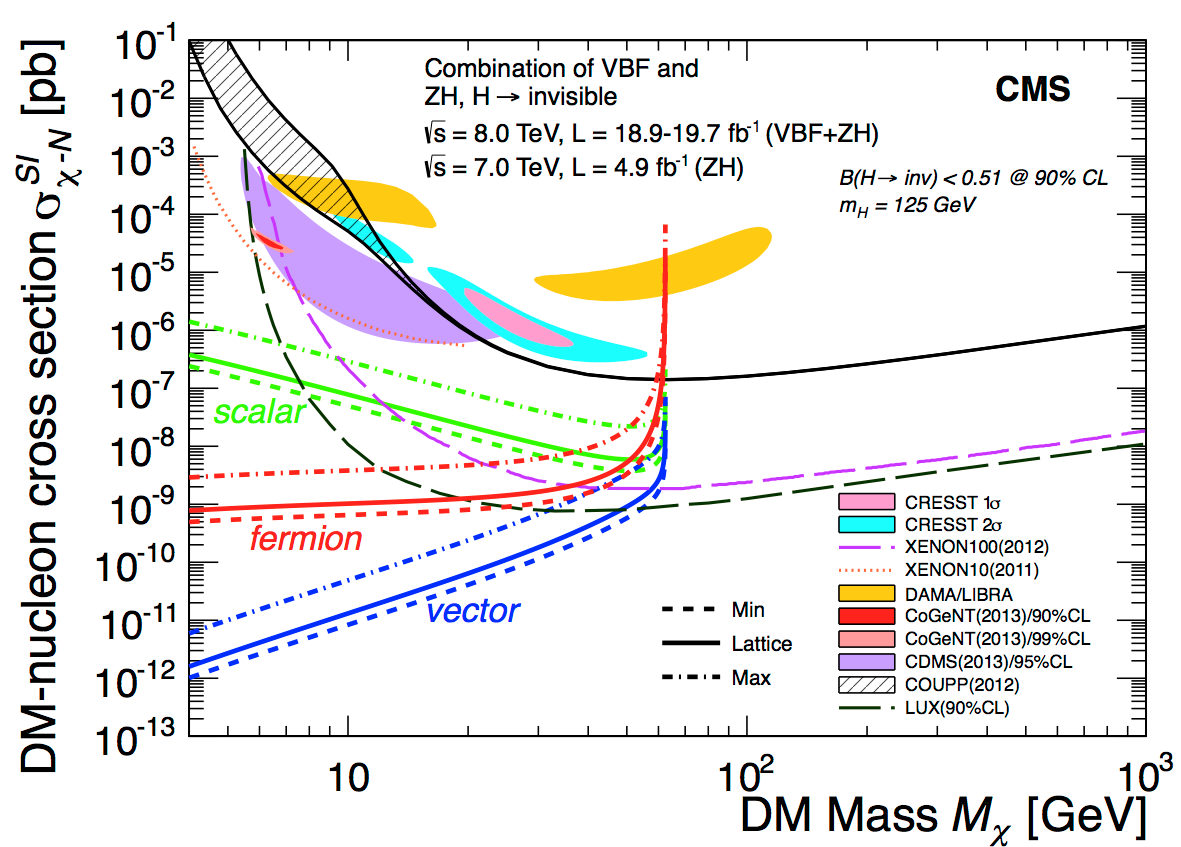 DM-nucleon cross section σ^SI_χ-N [pb]
10^-1
10^-2
10^-3
10^-4
10^-5
10^-6
10^-7
10^-8
10^-9
10^-10
10^-11
10^-12
10^-13
Combination of VBF and
ZH, H → invisible
√s = 8.0 TeV, L = 18.9-19.7 fb^-1 (VBF+ZH)
√s = 7.0 TeV, L = 4.9 fb^-1 (ZH)
CMS
B(H→ inv) < 0.51 @ 90% CL
m_H = 125 GeV
scalar
fermion
vector
Min
Lattice
Max
CRESST 1σ
CRESST 2σ
XENON100(2012)
XENON10(2011)
DAMA/LIBRA
CoGeNT(2013)/90%CL
CoGeNT(2013)/99%CL
CDMS(2013)/95%CL
COUPP(2012)
LUX(90%CL)
10
10^2
10^3
DM Mass M_χ [GeV]